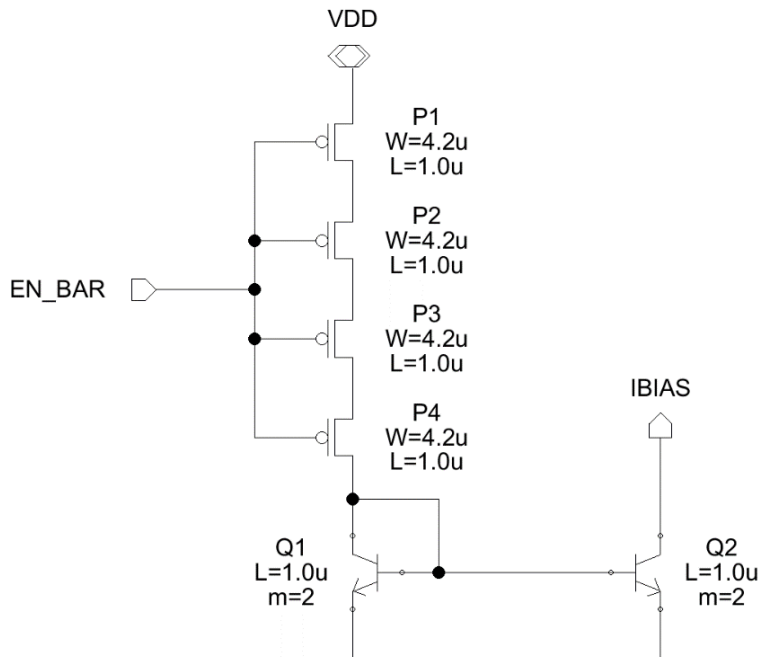 VDD
P1
W=4.2u
L=1.0u
P2
W=4.2u
L=1.0u
EN_BAR
P3
W=4.2u
L=1.0u
P4
W=4.2u
L=1.0u
IBIAS
Q1
L=1.0u
m=2
Q2
L=1.0u
m=2